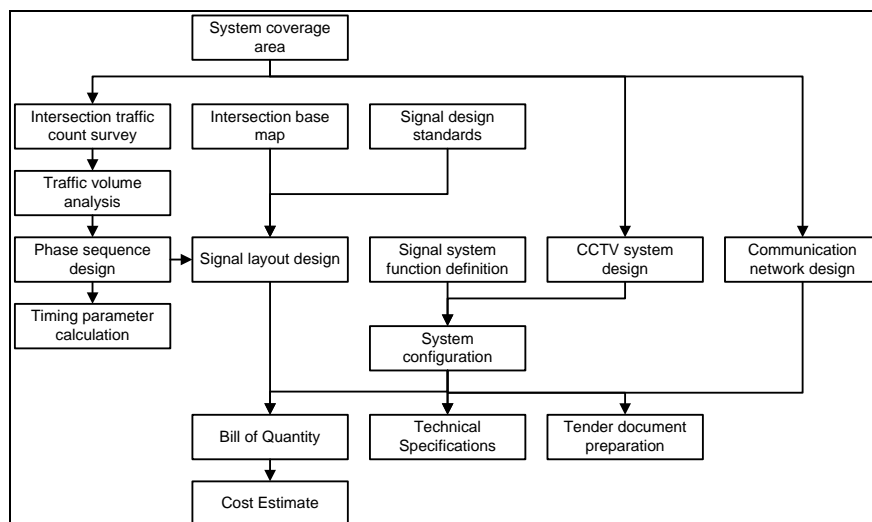 System coverage
area
Intersection traffic
count survey
Intersection base
map
Signal design
standards
Traffic volume
analysis
Phase sequence
design
Signal layout design
Signal system
function definition
CCTV system
design
Communication
network design
Timing parameter
calculation
System
configuration
Bill of Quantity
Technical
Specifications
Tender document
preparation
Cost Estimate